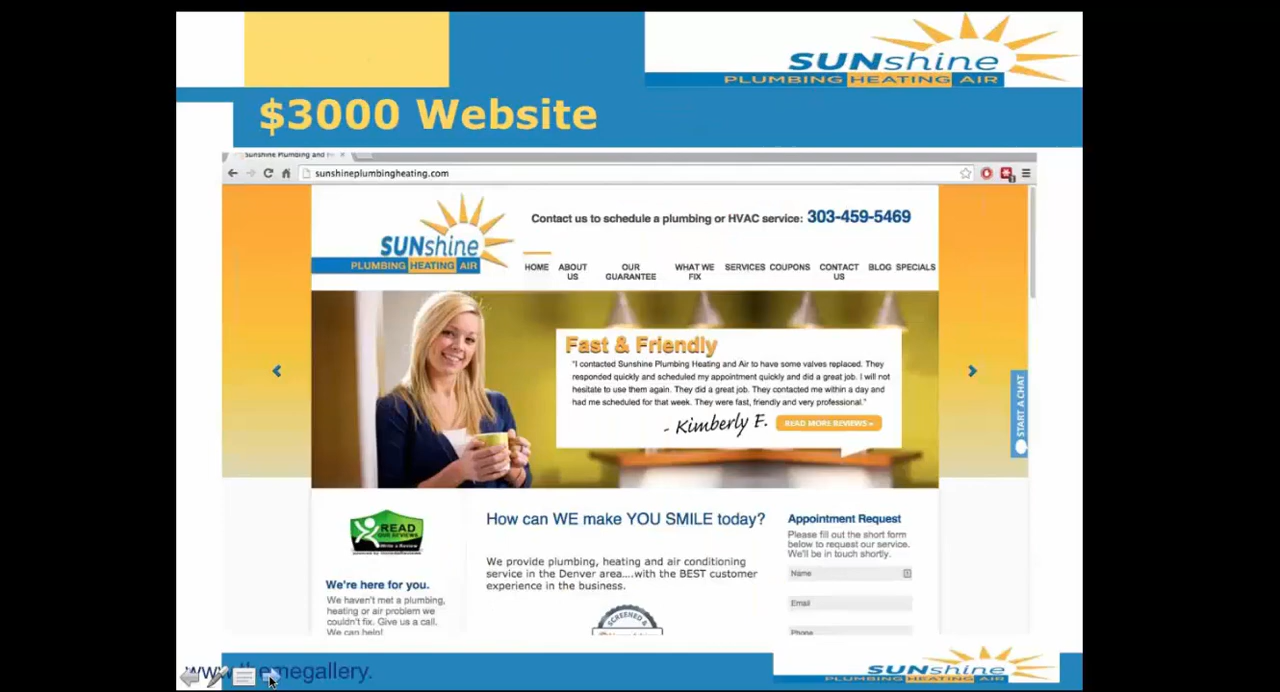 SUNshine
PLUMBING HEATING AIR
$3000 Website
Sunshine Plumbing and
sunshineplumbingheating.com
SUNshine
PLUMBING HEATING AIR
Contact us to schedule a plumbing or HVAC service: 303-459-5469
HOME ABOUT US OUR GUARANTEE WHAT WE FIX SERVICES COUPONS CONTACT US BLOG SPECIALS
Fast & Friendly
"I contacted Sunshine Plumbing Heating and Air to have some valves replaced. They
responded quickly and scheduled my appointment quickly and did a great job. I will not
hesitate to use them again. They did a great job. They contacted me within a day and
had me scheduled for that week. They were fast, friendly and very professional."
- Kimberly F.
READ MORE REVIEWS »
START A CHAT
READ
OUR REVIEWS
Write a Review
We're here for you.
We haven't met a plumbing,
heating or air problem we
couldn't fix. Give us a call.
We can help!
How can WE make YOU SMILE today?
We provide plumbing, heating and air conditioning
service in the Denver area....with the BEST customer
experience in the business.
SCREENED &
Appointment Request
Please fill out the short form
below to request our service.
We'll be in touch shortly.
Name
Email
Phone
www.themegallery.
SUNshine
PLUMBING HEATING AIR